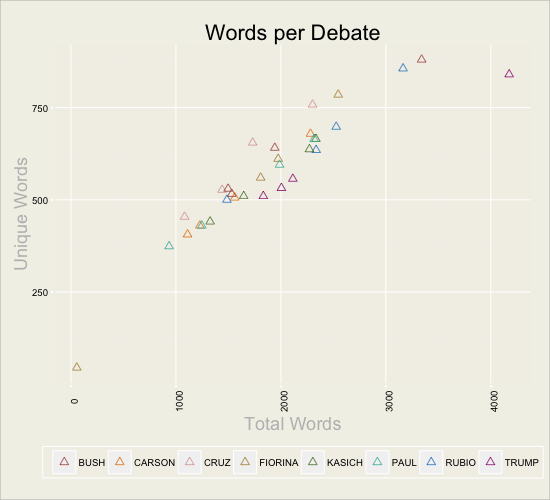 Words per Debate
Unique Words
750
500
250
0
1000
2000
3000
4000
Total Words
BUSH CARSON CRUZ FIORINA KASICH PAUL RUBIO TRUMP